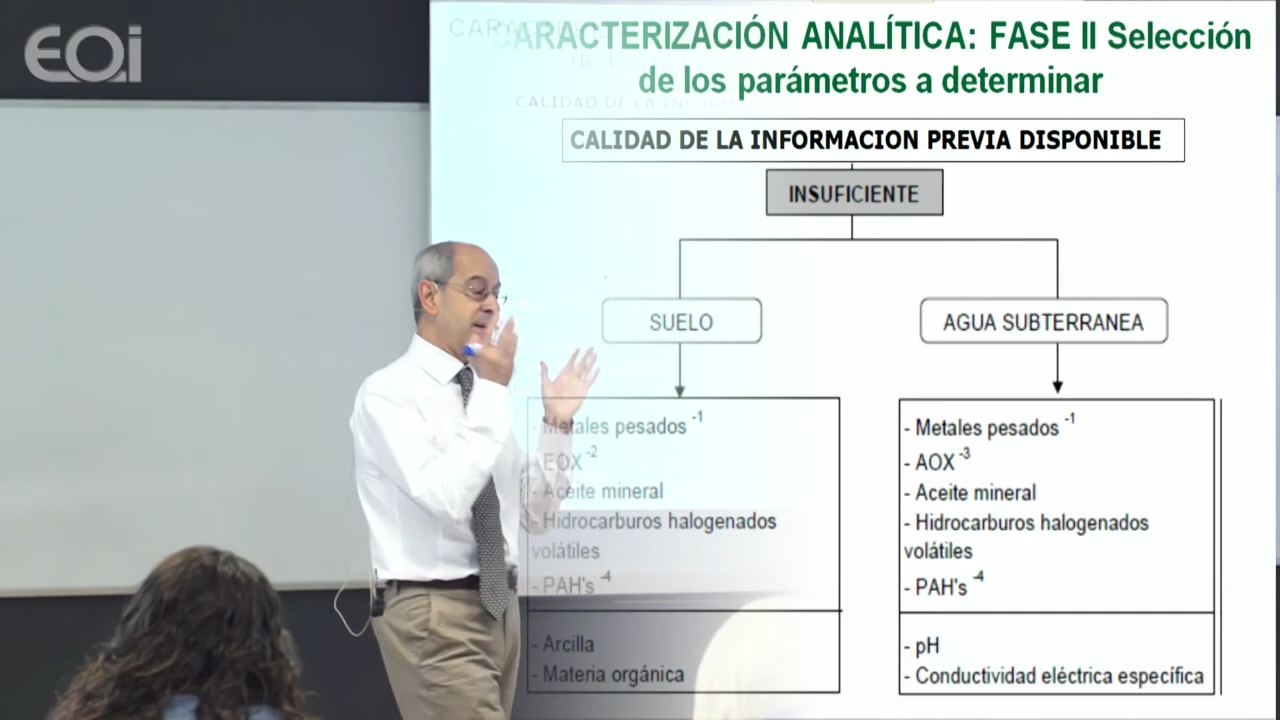 EOi
CARACTERIZACIÓN ANALÍTICA: FASE II Selección
de los parámetros a determinar
CALIDAD DE LA INFORMACION PREVIA DISPONIBLE
INSUFICIENTE
SUELO
- Metales pesados -1
- EOX -2
- Aceite mineral
- Hidrocarburos halogenados
volátiles
- PAH's -4
- Arcilla
- Materia orgánica
AGUA SUBTERRANEA
- Metales pesados -1
- AOX -3
- Aceite mineral
- Hidrocarburos halogenados
volátiles
- PAH's -4
- pH
- Conductividad eléctrica específica